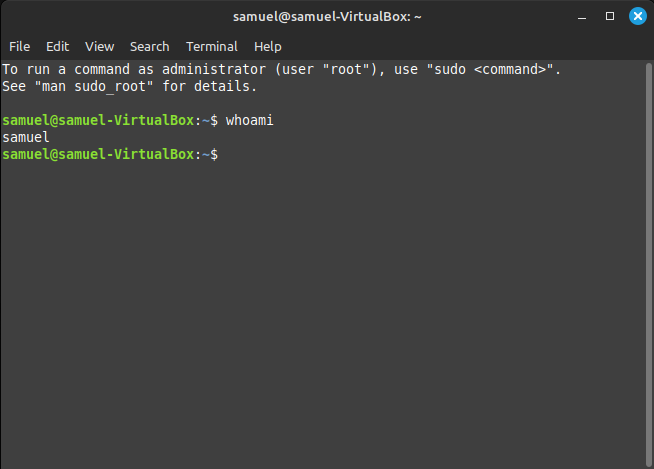 samuel@samuel-VirtualBox: ~
File Edit View Search Terminal Help
To run a command as administrator (user "root"), use "sudo <command>".
See "man sudo_root" for details.
samuel@samuel-VirtualBox:~$ whoami
samuel
samuel@samuel-VirtualBox:~$